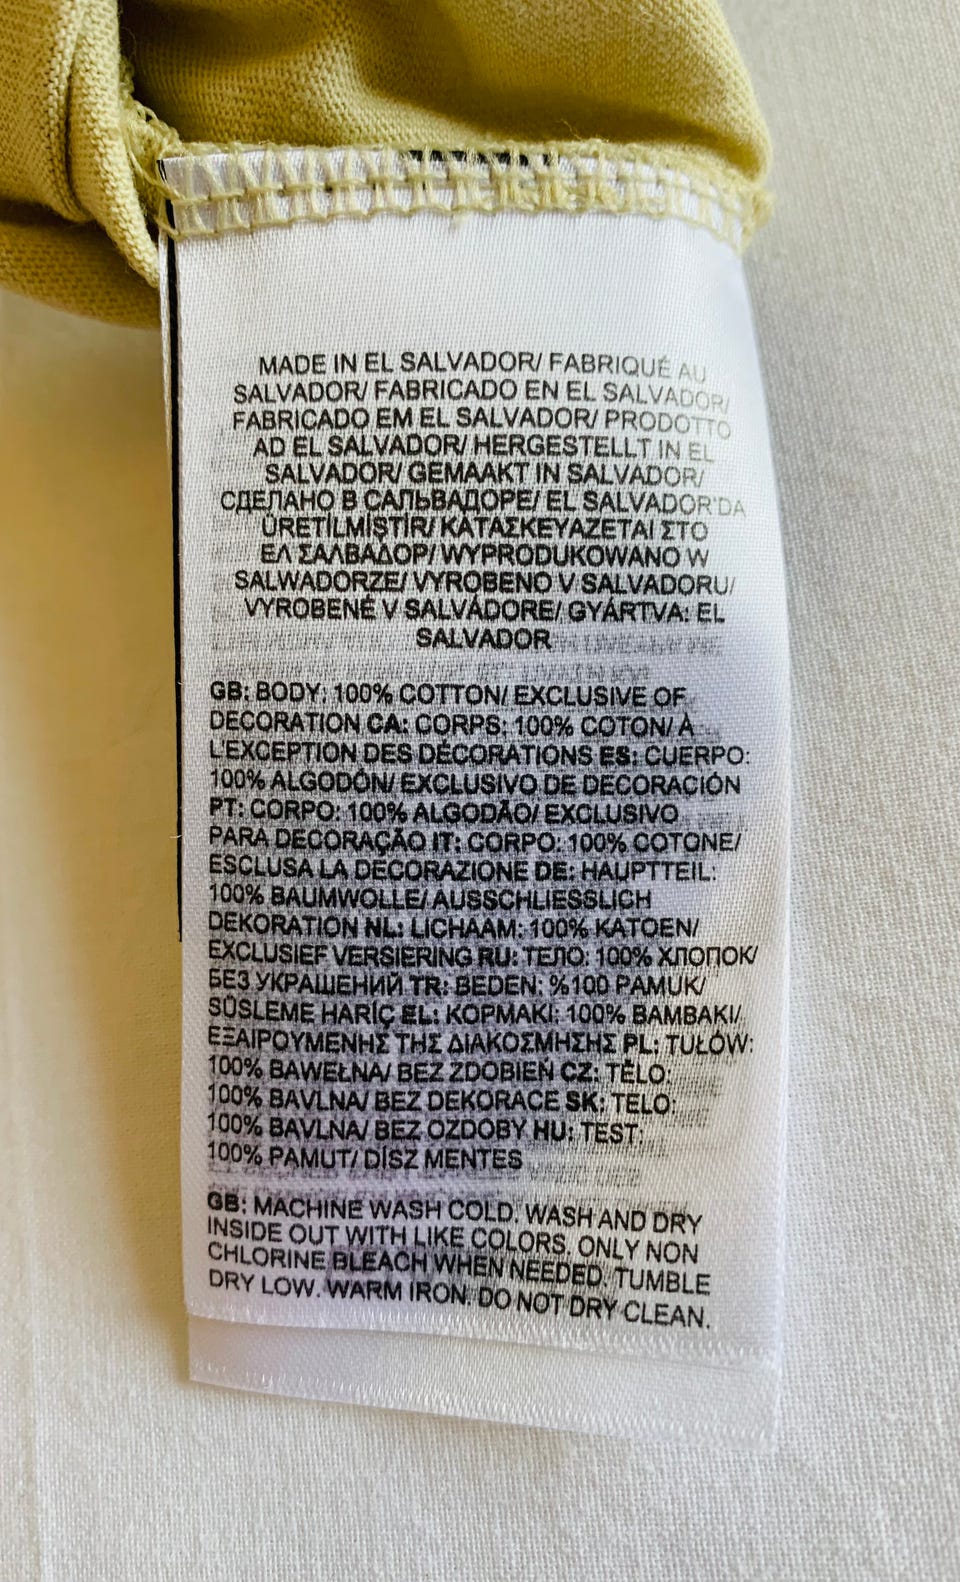 MADE IN EL SALVADOR/ FABRIQUÉ AU
SALVADOR/ FABRICADO EN EL SALVADOR/
FABRICADO EM EL SALVADOR/ PRODOTTO
AD EL SALVADOR/ HERGESTELLT IN EL
SALVADOR/ GEMAAKT IN SALVADOR/
СДЕЛАНО В САЛЬВАДОРЕ/ EL SALVADOR'DA
ÜRETİLMİŞTİR/ ΚΑΤΑΣΚΕΥΑΖΕΤΑΙ ΣΤΟ
ΕΛ ΣΑΛΒΑΔΟΡ/ WYPRODUKOWANO W
SALWADORZE/ VYROBENO V SALVADORU/
VYROBENÉ V SALVÁDORE/ GYÁRTVA: EL
SALVADOR
GB: BODY: 100% COTTON/ EXCLUSIVE OF
DECORATION CA: CORPS: 100% COTON/ À
L'EXCEPTION DES DÉCORATIONS ES: CUERPO:
100% ALGODÓN/ EXCLUSIVO DE DECORACIÓN
PT: CORPO: 100% ALGODÃO/ EXCLUSIVO
PARA DECORAÇÃO IT: CORPO: 100% COTONE/
ESCLUSA LA DECORAZIONE DE: HAUPTTEIL:
100% BAUMWOLLE/ AUSSCHLIESSLICH
DEKORATION NL: LICHAAM: 100% KATOEN/
EXCLUSIEF VERSIERING RU: ТЕЛО: 100% ХЛОПОК/
БЕЗ УКРАШЕНИЙ TR: BEDEN: %100 PAMUK/
SÜSLEME HARİÇ EL: ΚΟΡΜΑΚΙ: 100% ΒΑΜΒΑΚΙ/
ΕΞΑΙΡΟΥΜΕΝΗΣ ΤΗΣ ΔΙΑΚΟΣΜΗΣΗΣ PL: TUŁÓW:
100% BAWEŁNA/ BEZ ZDOBIEŃ CZ: TĚLO:
100% BAVLNA/ BEZ DEKORACE SK: TELO:
100% BAVLNA/ BEZ OZDOBY HU: TEST:
100% PAMUT/ DÍSZ MENTES
GB: MACHINE WASH COLD. WASH AND DRY
INSIDE OUT WITH LIKE COLORS. ONLY NON
CHLORINE BLEACH WHEN NEEDED. TUMBLE
DRY LOW. WARM IRON. DO NOT DRY CLEAN.